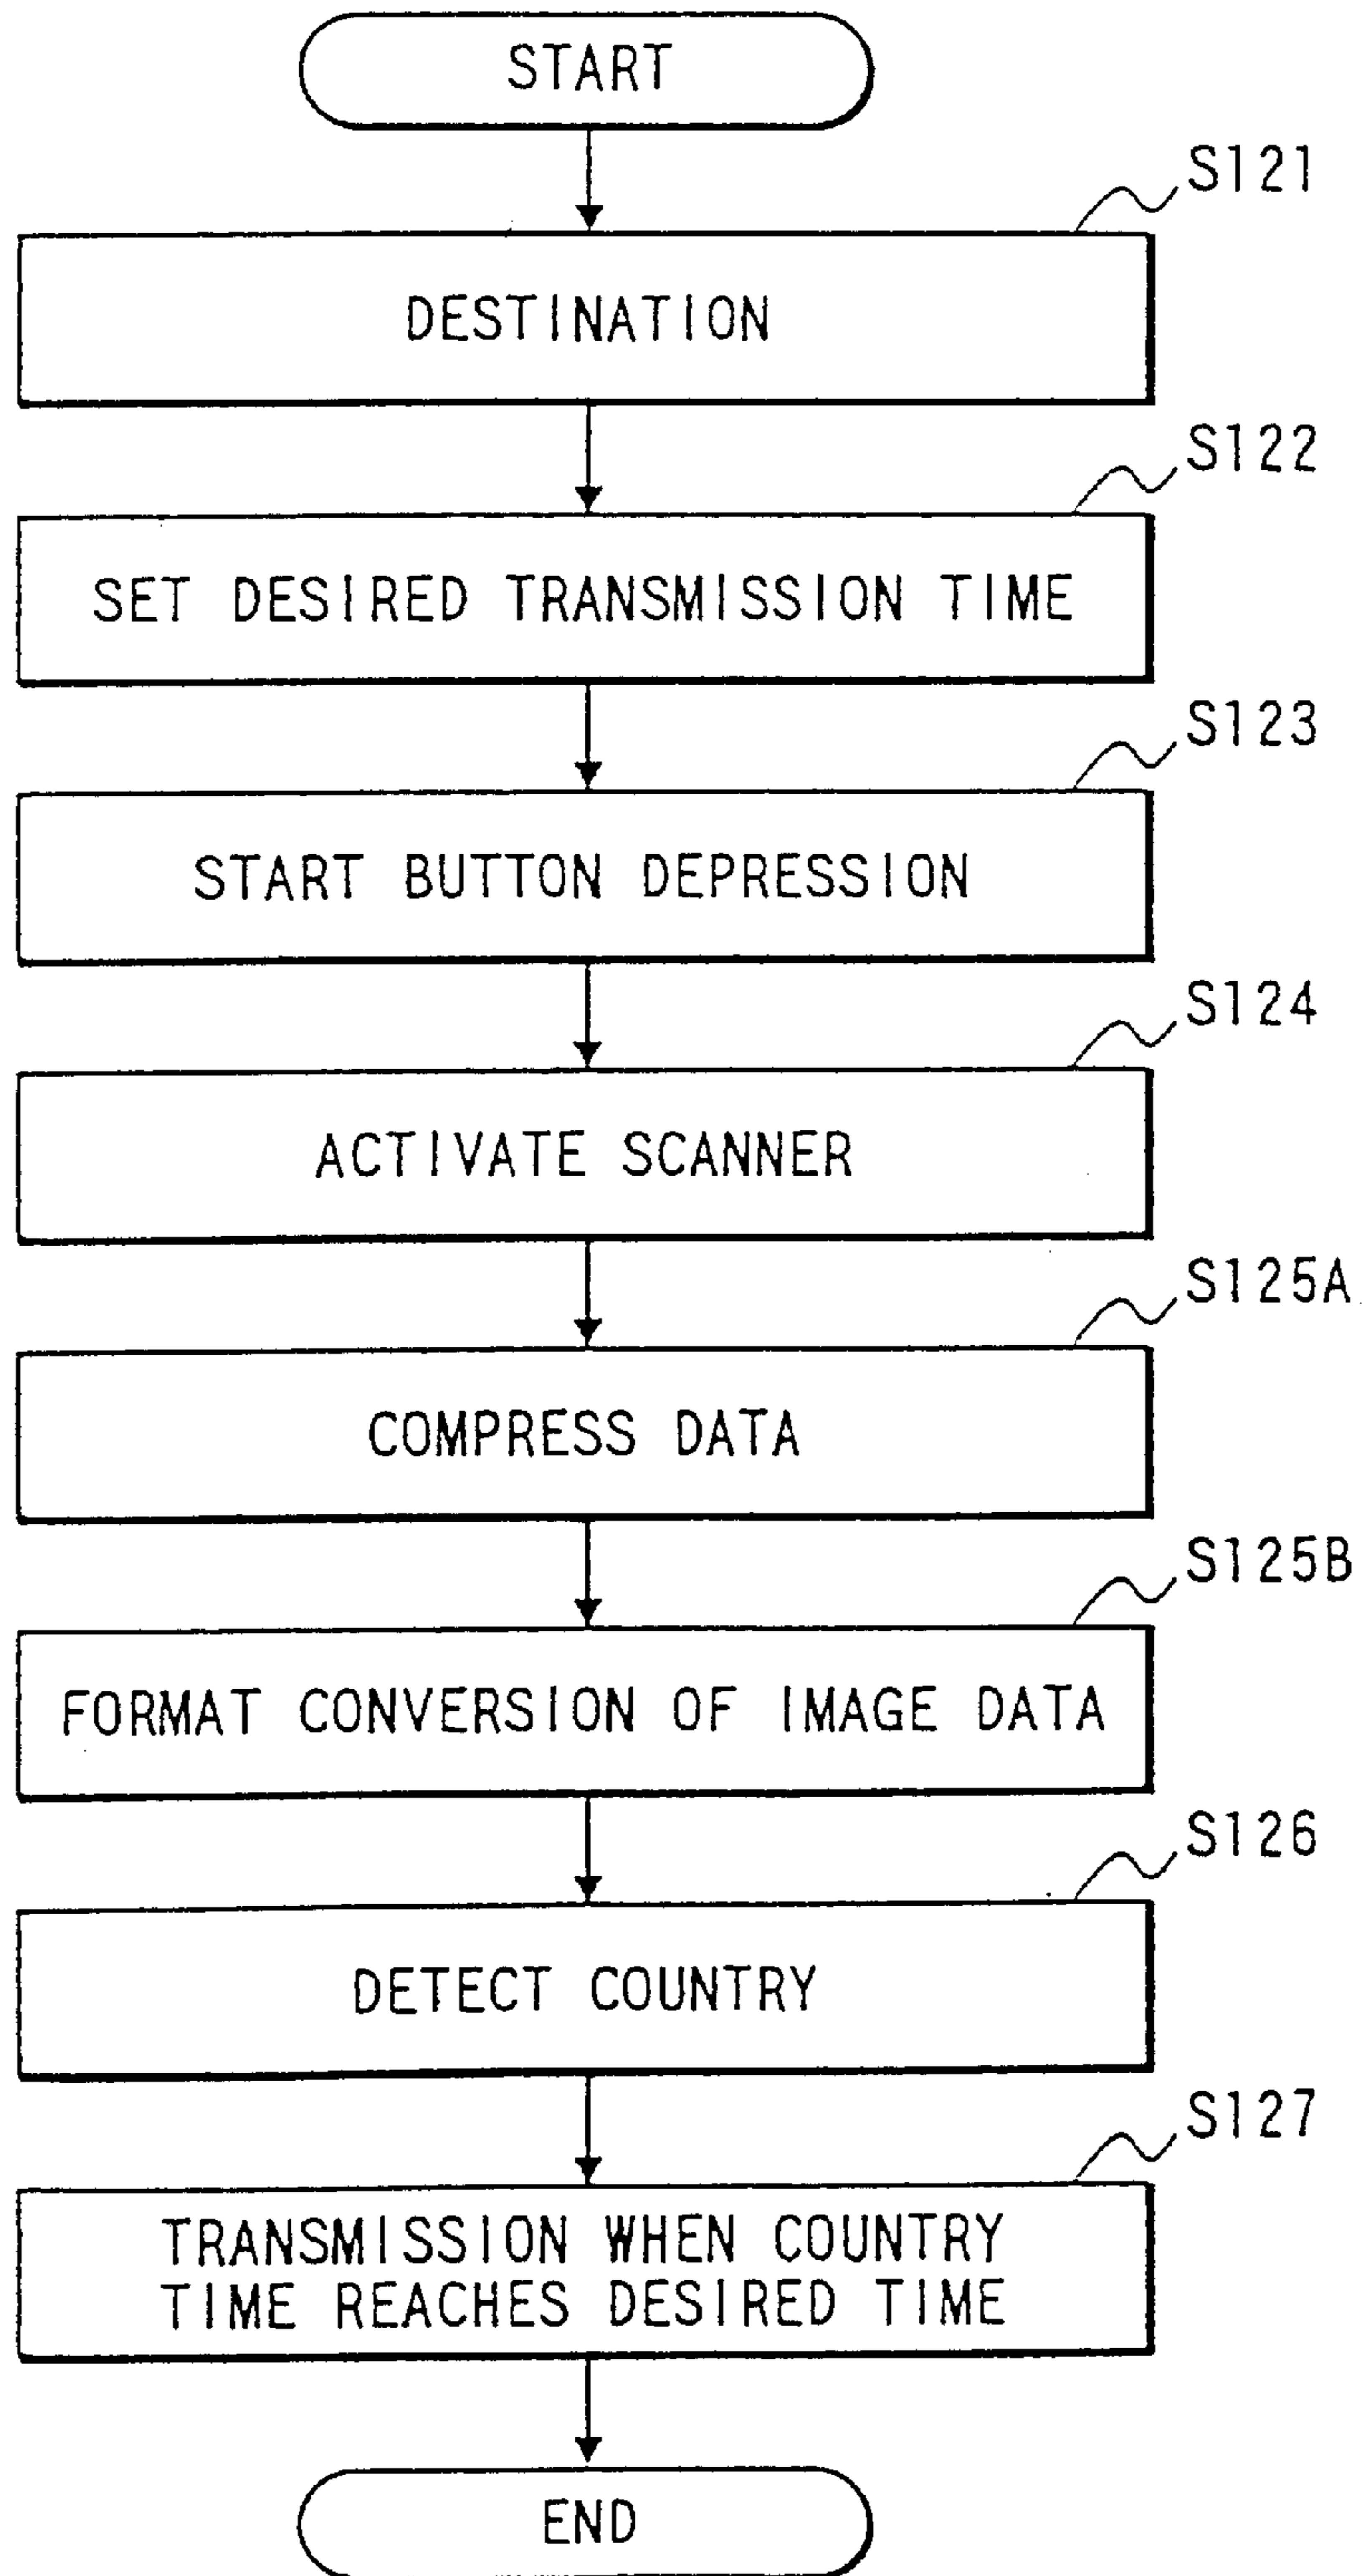 START
S121
DESTINATION
S122
SET DESIRED TRANSMISSION TIME
S123
START BUTTON DEPRESSION
S124
ACTIVATE SCANNER
S125A
COMPRESS DATA
S125B
FORMAT CONVERSION OF IMAGE DATA
S126
DETECT COUNTRY
S127
TRANSMISSION WHEN COUNTRY
TIME REACHES DESIRED TIME
END